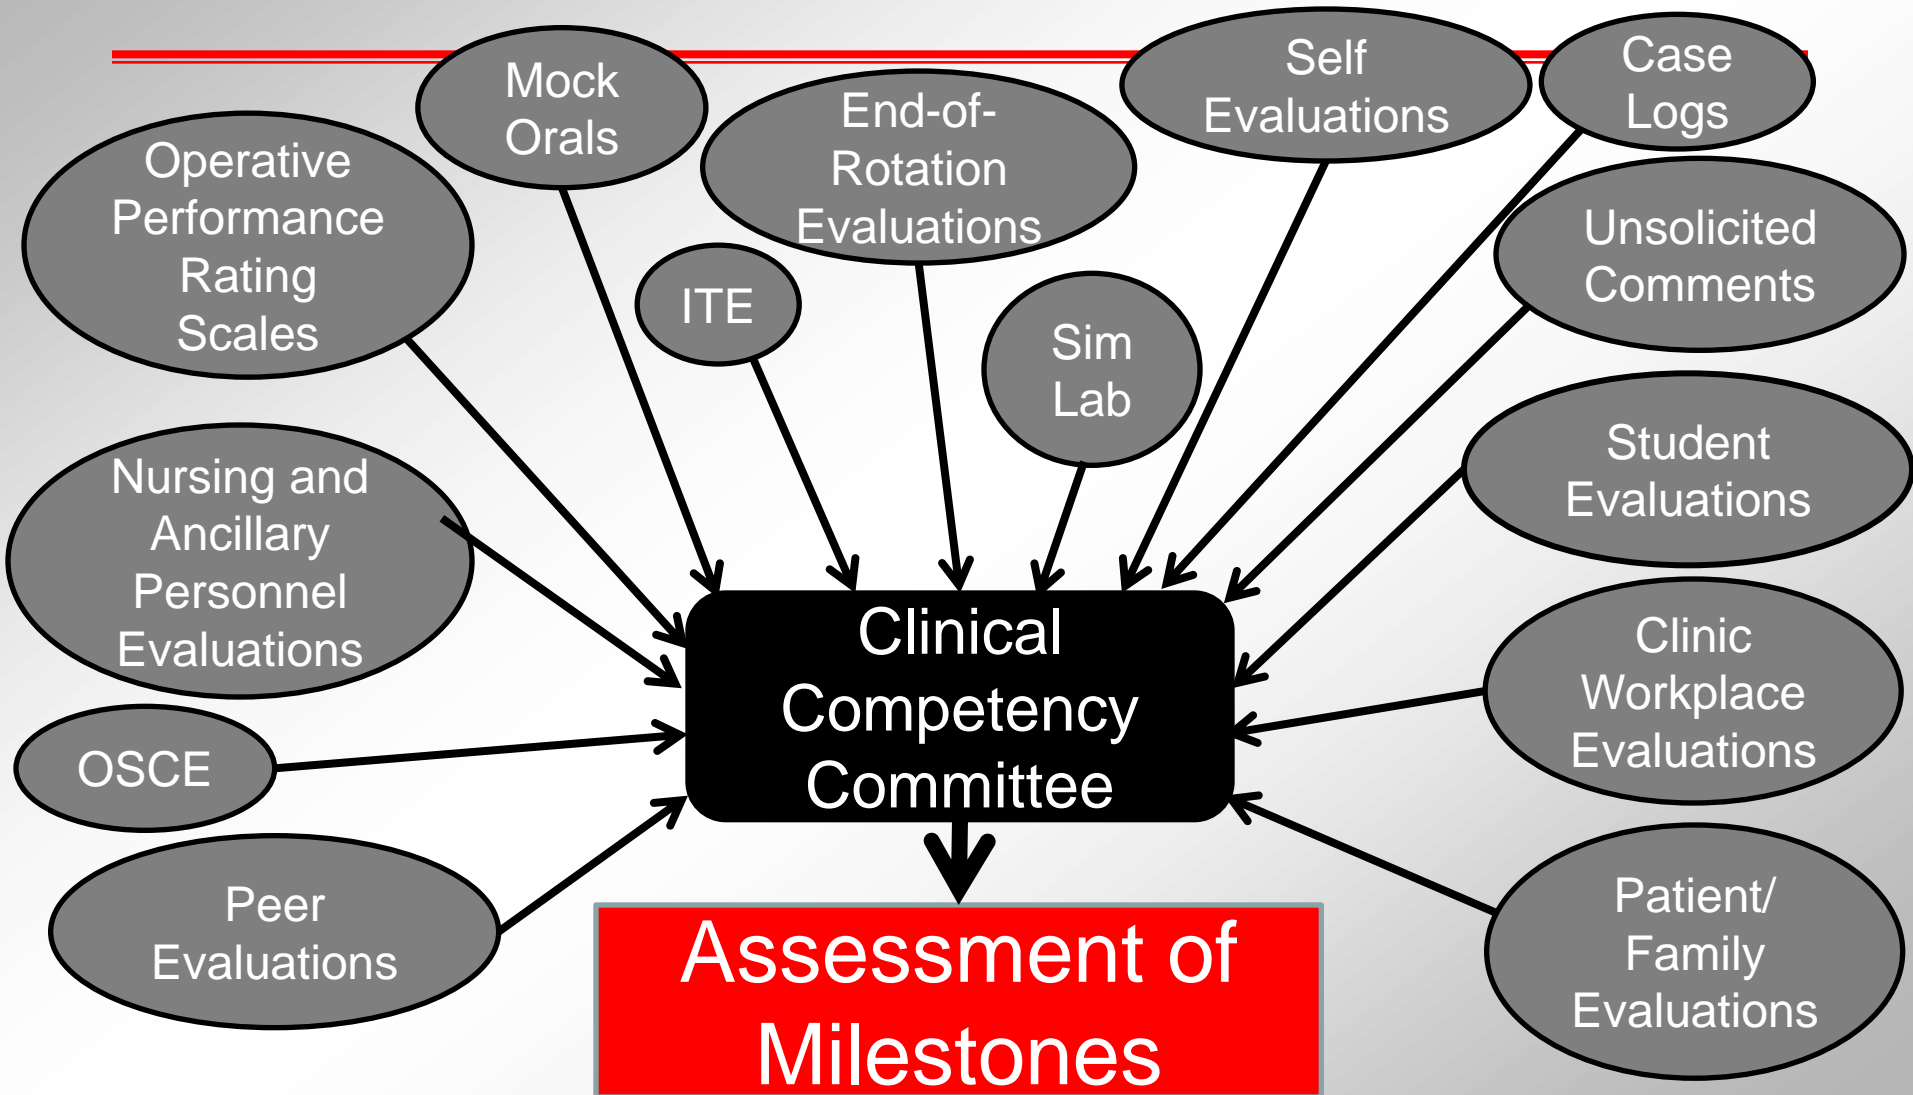 Mock
Orals
End-of-
Rotation
Evaluations
Self
Evaluations
Case
Logs
Operative
Performance
Rating
Scales
ITE
Sim
Lab
Unsolicited
Comments
Nursing and
Ancillary
Personnel
Evaluations
Student
Evaluations
OSCE
Clinical
Competency
Committee
Clinic
Workplace
Evaluations
Peer
Evaluations
Patient/
Family
Evaluations
Assessment of
Milestones